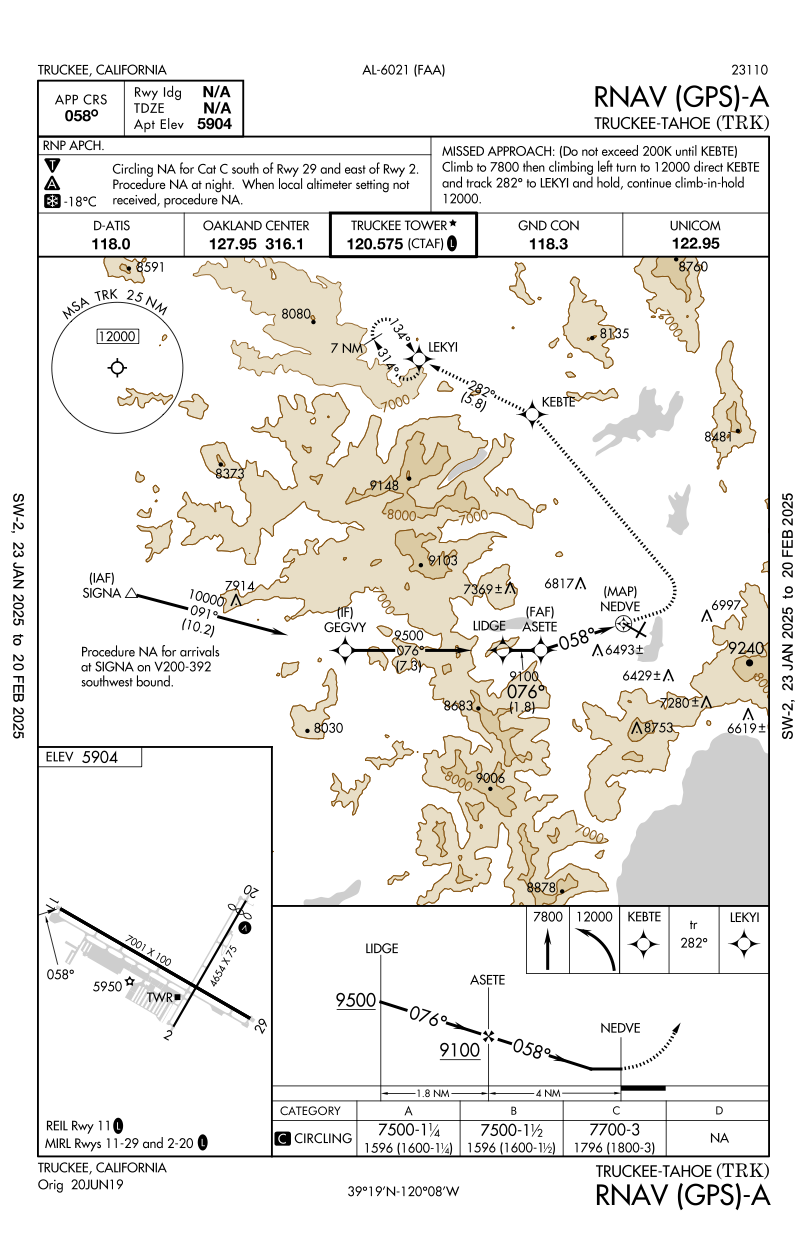 TRUCKEE, CALIFORNIA
AL-6021 (FAA)
23110
APP CRS
058°
Rwy ldg N/A
TDZE N/A
Apt Elev 5904
RNAV (GPS)-A
TRUCKEE-TAHOE (TRK)
RNP APCH.
T
A
-18°C
Circling NA for Cat C south of Rwy 29 and east of Rwy 2.
Procedure NA at night. When local altimeter setting not
received, procedure NA.
MISSED APPROACH: (Do not exceed 200K until KEBTE)
Climb to 7800 then climbing left turn to 12000 direct KEBTE
and track 282° to LEKYI and hold, continue climb-in-hold
12000.
D-ATIS
118.0
OAKLAND CENTER
127.95 316.1
TRUCKEE TOWER★
120.575 (CTAF) L
GND CON
118.3
UNICOM
122.95
8591
8760
MSA TRK 25 NM
12000
8080
7000
8135
7 NM
134°
314°
LEKYI
282°
(5.8)
KEBTE
7000
8481
8373
9148
8000
7000
9103
(IAF)
SIGNA
10000
091°
(10.2)
7914
7369±
6817
(MAP)
NEDVE
6997
(IF)
GEGVY
9500
076°
(7.3)
LIDGE
(FAF)
ASETE
058°
9100
076°
(1.8)
6493±
9240
6429±
7280±
6619±
Procedure NA for arrivals
at SIGNA on V200-392
southwest bound.
8683
8030
8753
8000
9006
7000
8878
SW-2, 23 JAN 2025 to 20 FEB 2025
SW-2, 23 JAN 2025 to 20 FEB 2025
ELEV 5904
11
20
7001 X 100
4654 X 75
V
058°
5950
TWR
2
29
REIL Rwy 11 L
MIRL Rwys 11-29 and 2-20 L
7800
12000
KEBTE
tr
282°
LEKYI
LIDGE
ASETE
NEDVE
9500
076°
9100
058°
1.8 NM
4 NM
CATEGORY A B C D
C CIRCLING
7500-1¼
1596 (1600-1¼)
7500-1½
1596 (1600-1½)
7700-3
1796 (1800-3)
NA
TRUCKEE, CALIFORNIA
Orig 20JUN19
39°19'N-120°08'W
TRUCKEE-TAHOE (TRK)
RNAV (GPS)-A